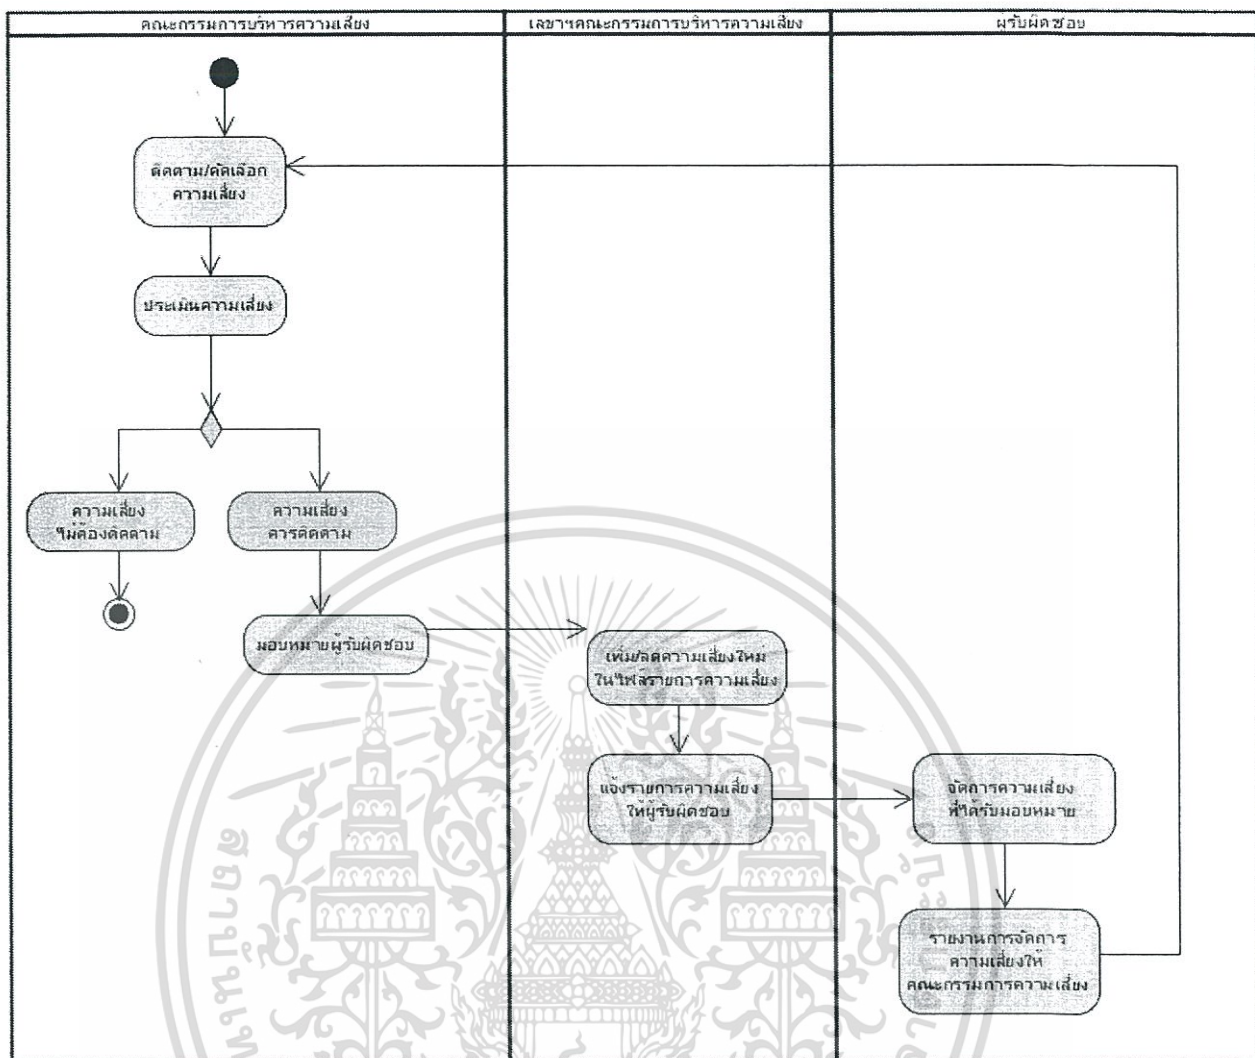 คณะกรรมการบริหารความเสี่ยง
เลขาฯคณะกรรมการบริหารความเสี่ยง
ผู้รับผิดชอบ
ติดตาม/คัดเลือก
ความเสี่ยง
ประเมินความเสี่ยง
ความเสี่ยง
ไม่ต้องติดตาม
ความเสี่ยง
ควรติดตาม
มอบหมายผู้รับผิดชอบ
เพิ่ม/ลดความเสี่ยงใหม่
ในไฟล์รายการความเสี่ยง
แจ้งรายการความเสี่ยง
ให้ผู้รับผิดชอบ
จัดการความเสี่ยง
ที่ได้รับมอบหมาย
รายงานการจัดการ
ความเสี่ยงให้
คณะกรรมการความเสี่ยง